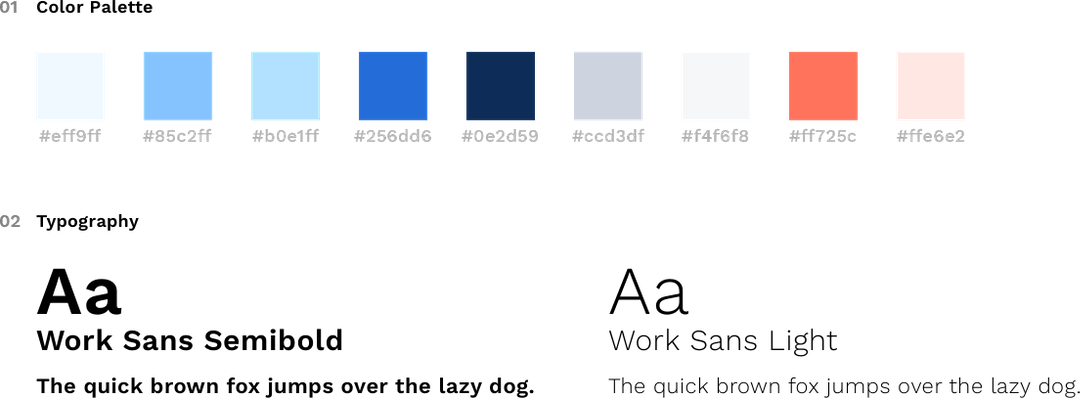 01 Color Palette
#eff9ff #85c2ff #b0e1ff #256dd6 #0e2d59 #ccd3df #f4f6f8 #ff725c #ffe6e2
02 Typography
Aa Aa
Work Sans Semibold Work Sans Light
The quick brown fox jumps over the lazy dog. The quick brown fox jumps over the lazy dog.